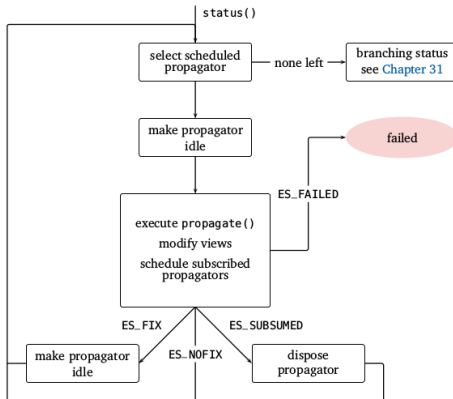 status()
select scheduled
propagator
none left
branching status
see Chapter 31
make propagator
idle
failed
ES_FAILED
execute propagate()
modify views
schedule subscribed
propagators
ES_FIX
ES_SUBSUMED
ES_NOFIX
make propagator
idle
dispose
propagator